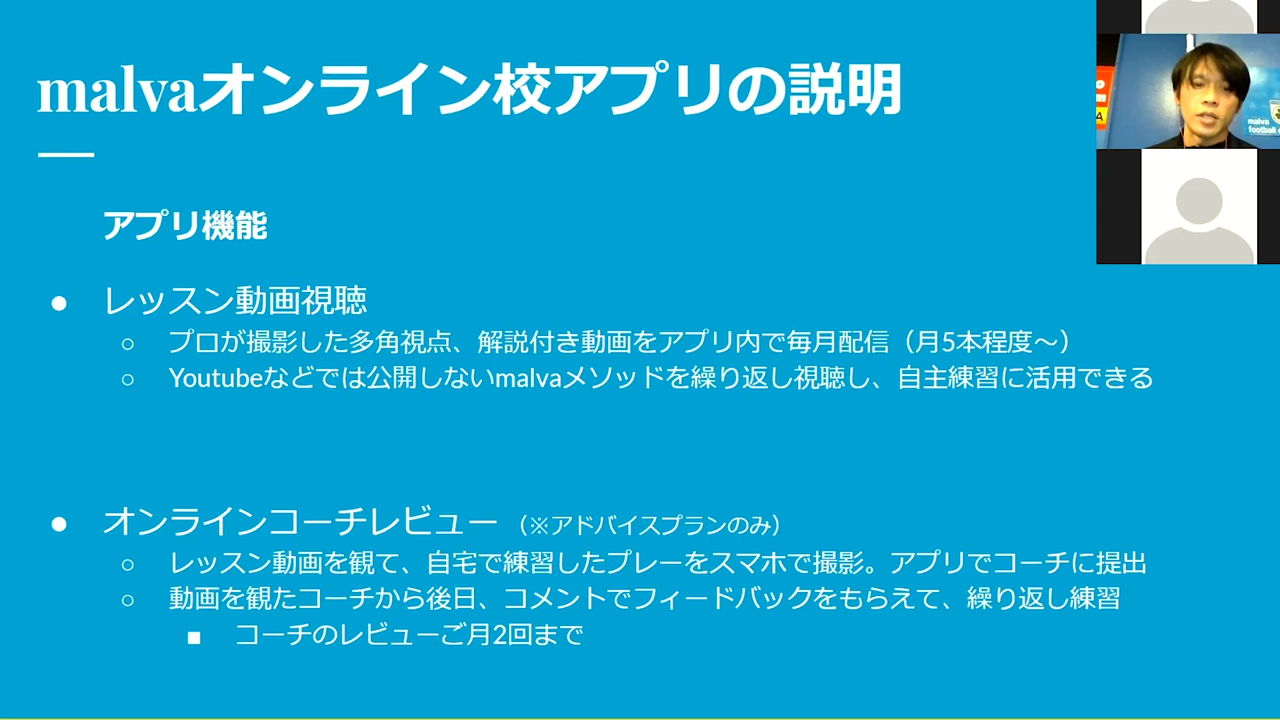 malvaオンライン校アプリの説明
アプリ機能
● レッスン動画視聴
○ プロが撮影した多角視点、解説付き動画をアプリ内で毎月配信（月5本程度～）
○ Youtubeなどでは公開しないmalvaメソッドを繰り返し視聴し、自主練習に活用できる
● オンラインコーチレビュー（※アドバイスプランのみ）
○ レッスン動画を観て、自宅で練習したプレーをスマホで撮影。アプリでコーチに提出
○ 動画を観たコーチから後日、コメントでフィードバックをもらえて、繰り返し練習
■ コーチのレビューご月2回まで
malva
football
A